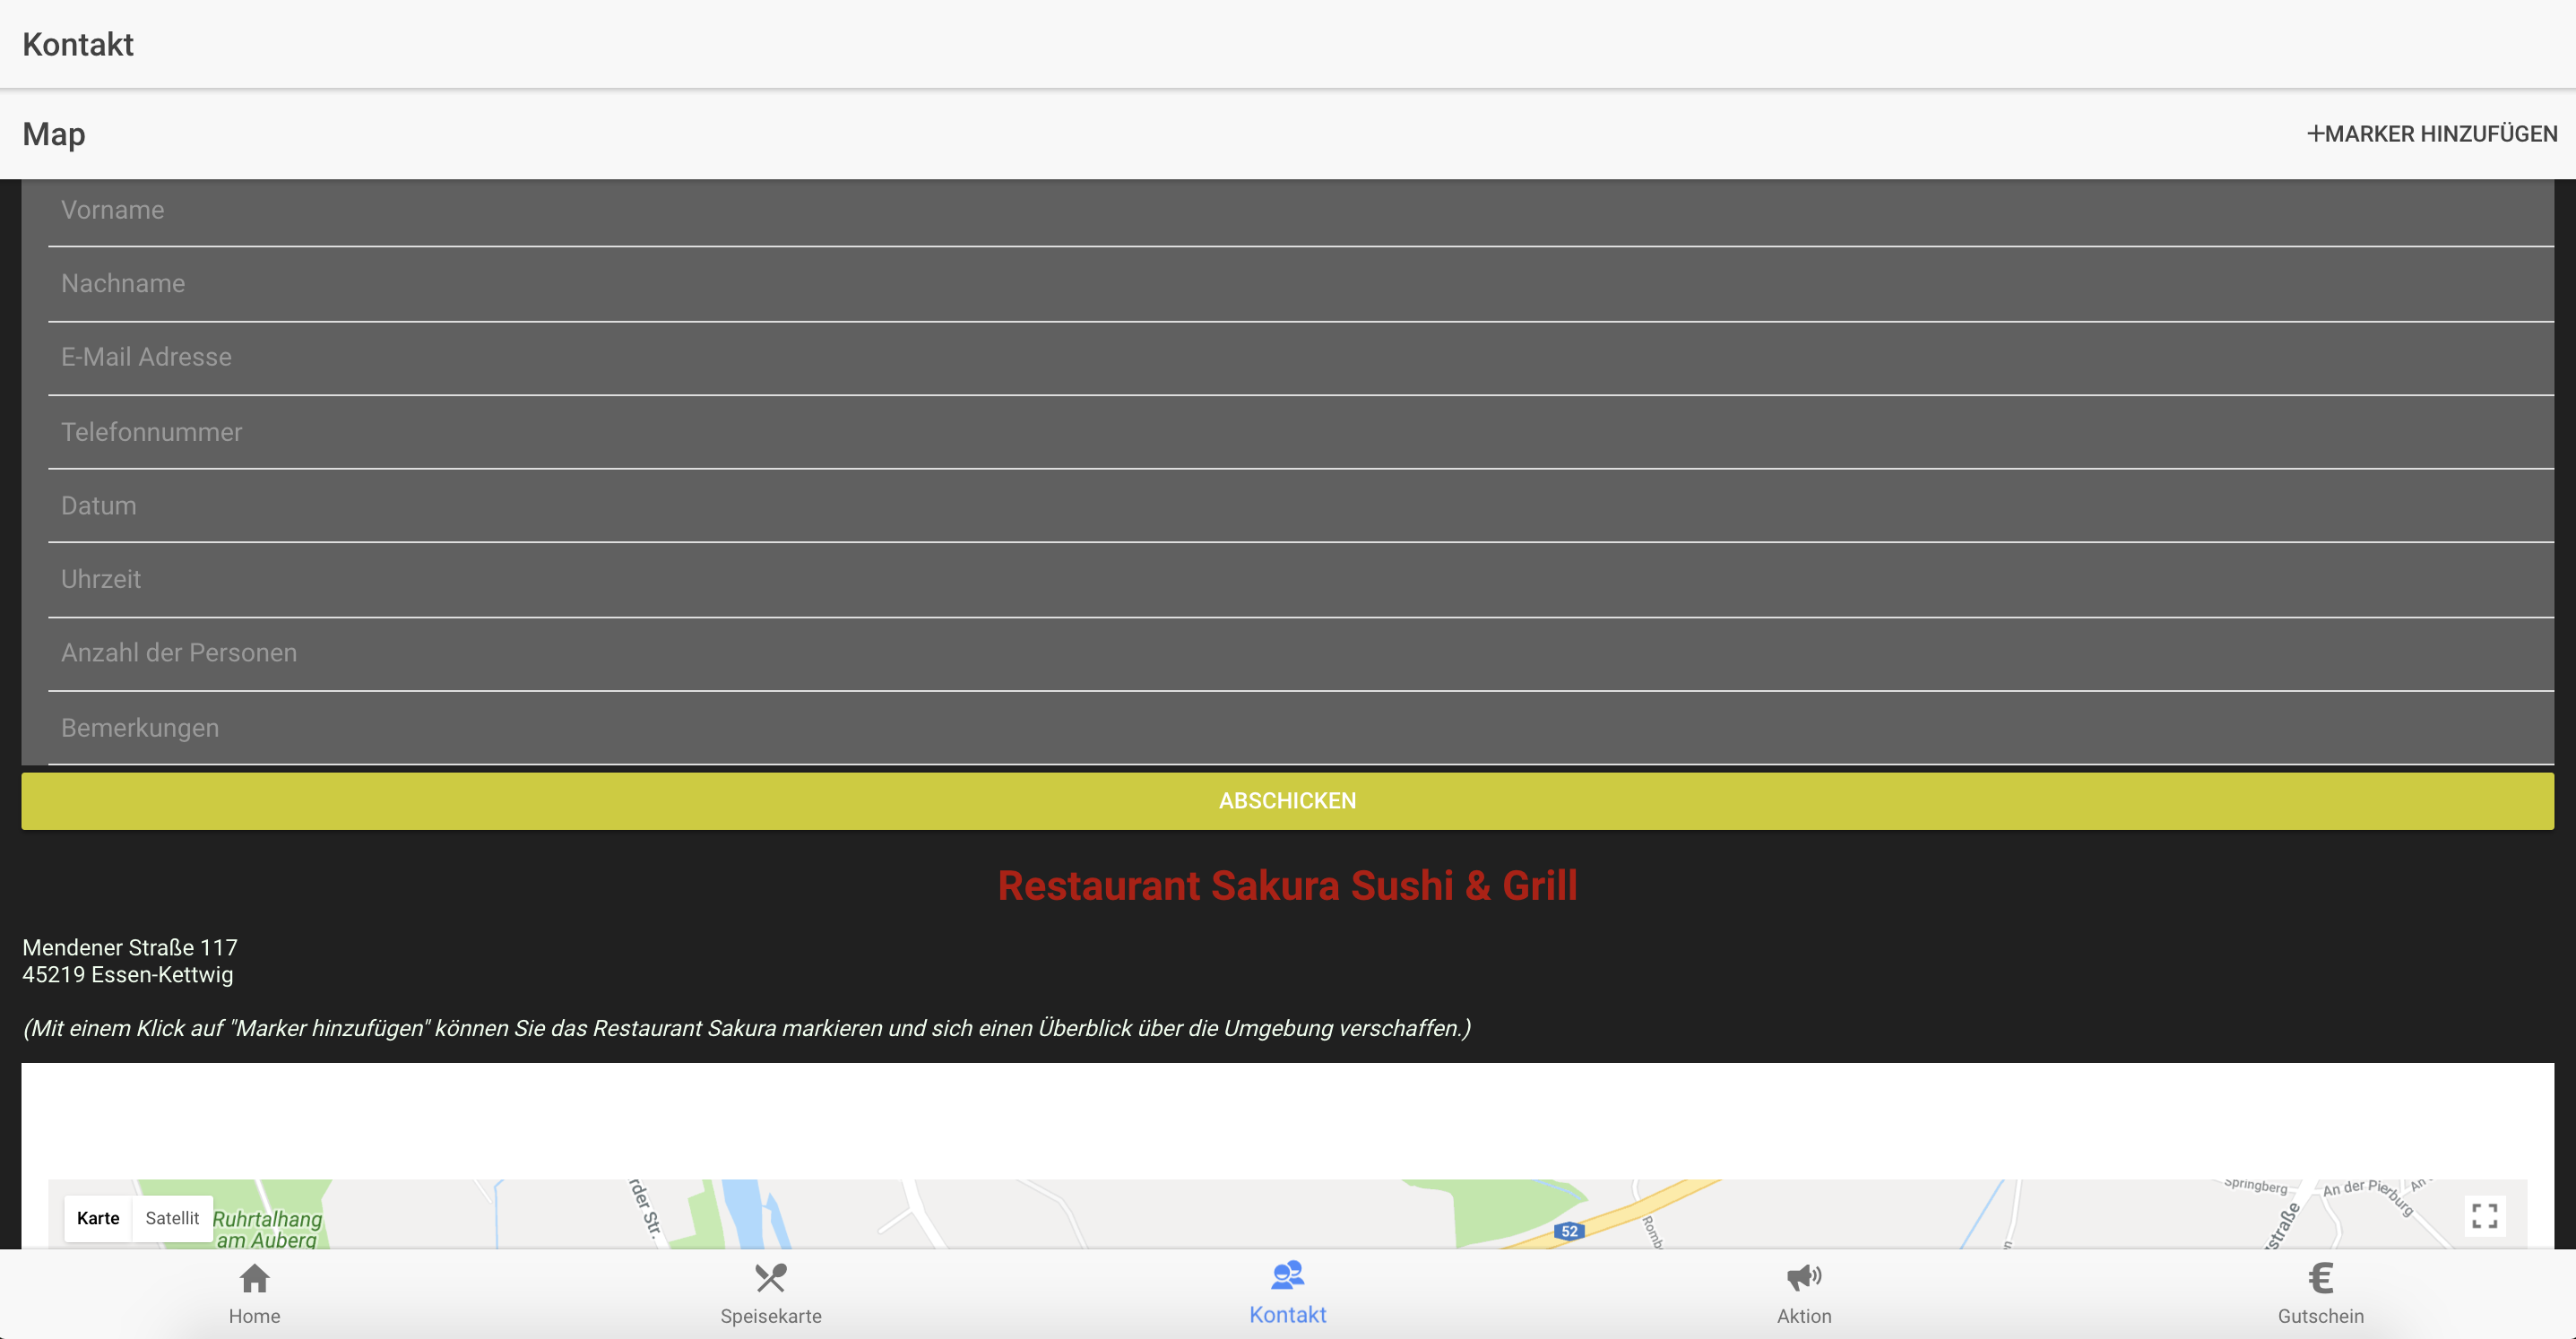 Kontakt
Map
+MARKER HINZUFÜGEN
Vorname
Nachname
E-Mail Adresse
Telefonnummer
Datum
Uhrzeit
Anzahl der Personen
Bemerkungen
ABSCHICKEN
Restaurant Sakura Sushi & Grill
Mendener Straße 117
45219 Essen-Kettwig
(Mit einem Klick auf "Marker hinzufügen" können Sie das Restaurant Sakura markieren und sich einen Überblick über die Umgebung verschaffen.)
Karte
Satellit
Ruhrtalhang
am Auberg
rder Str.
52
Romb
Springberg
An der Pierburg
An
straße
Home
Speisekarte
Kontakt
Aktion
Gutschein